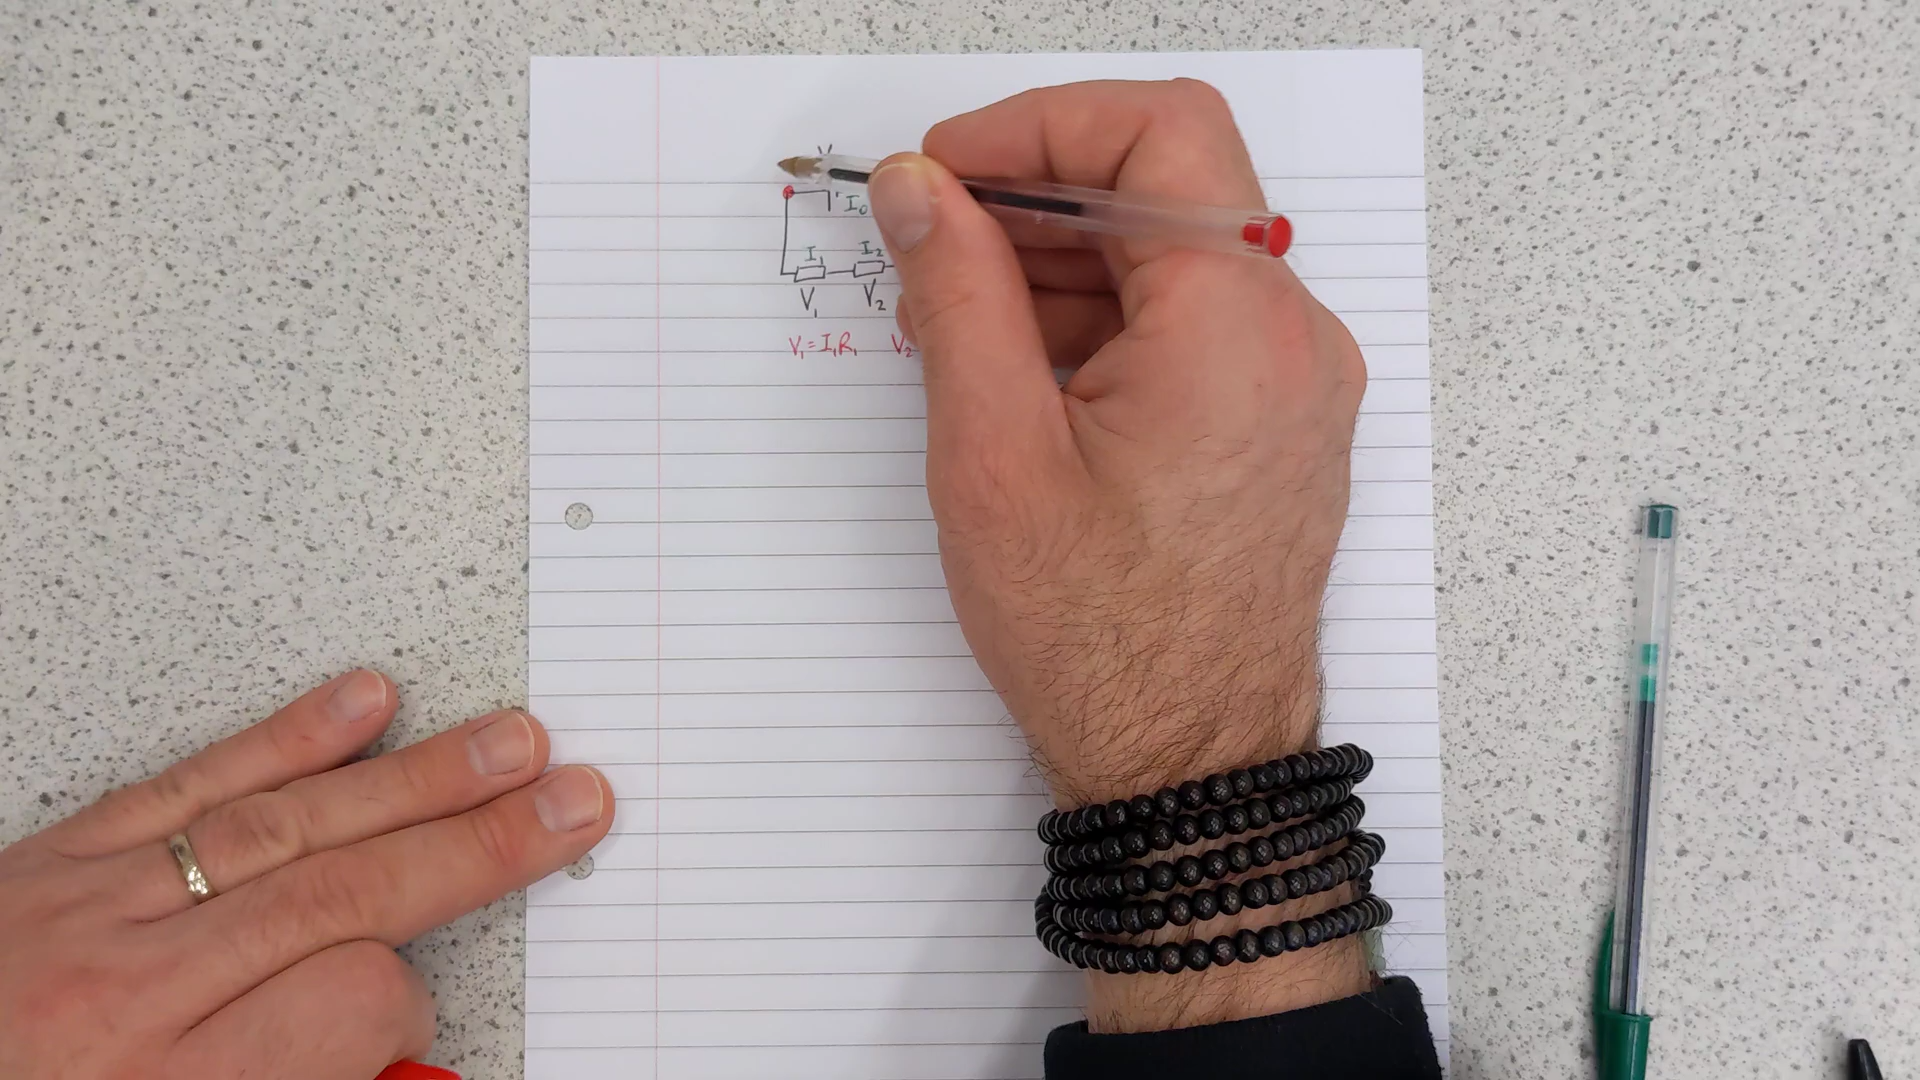 I₀
I₁ I₂
V₁ V₂
V₁=I₁R₁ V₂